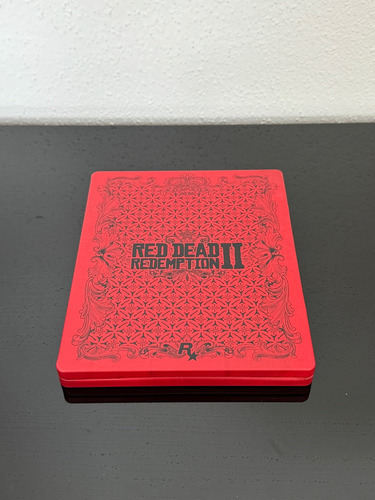 RED DEAD
REDEMPTION II
R